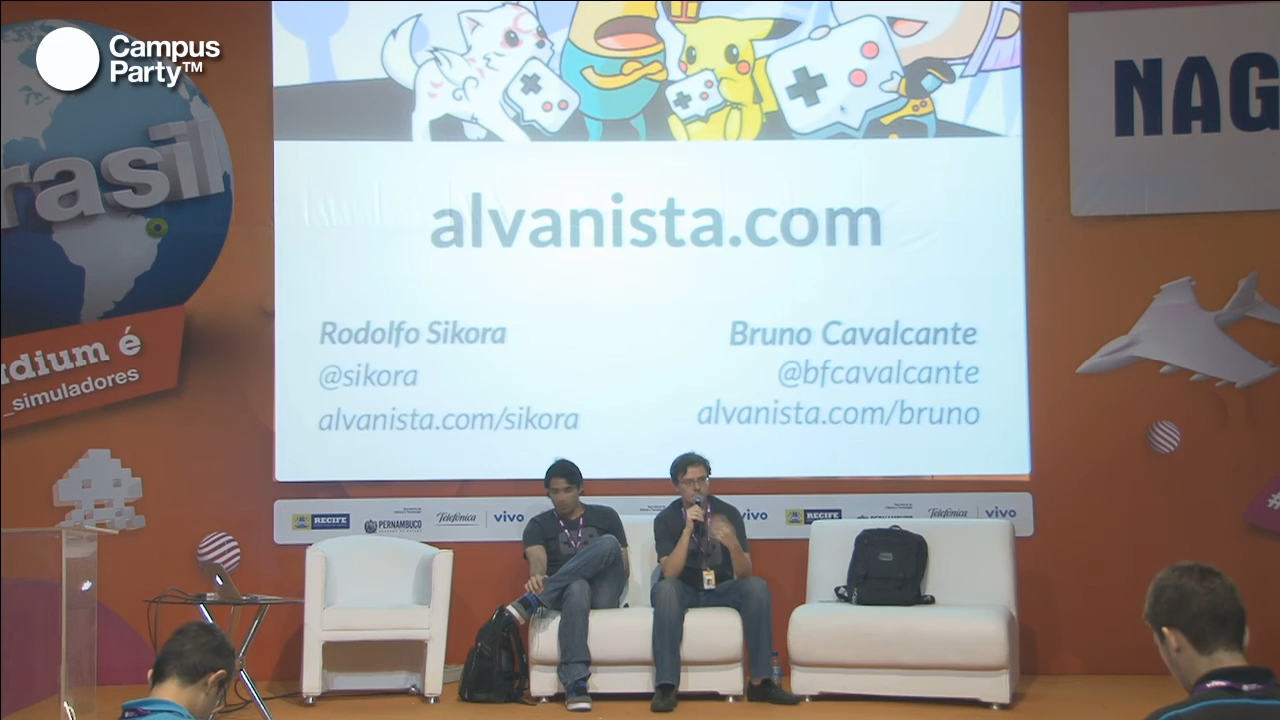 Campus
Party™
rasil
NAG
alvanista.com
Rodolfo Sikora
@sikora
alvanista.com/sikora
Bruno Cavalcante
@bfcavalcante
alvanista.com/bruno
dium é
_simuladores
RECIFE
PERNAMBUCO
Telefónica
vivo
vivo
RECIFE
PERNAMBUCO
Telefónica
vivo